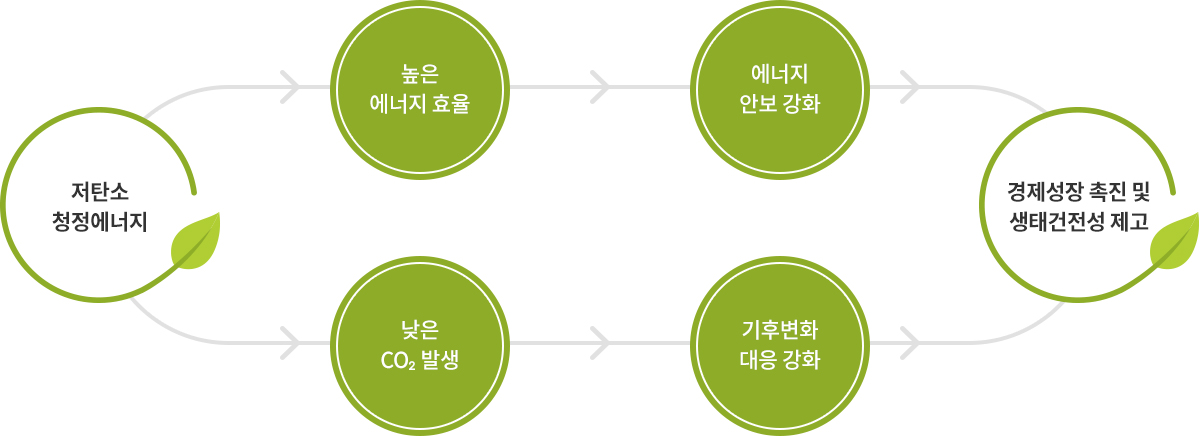 저탄소
청정에너지
높은
에너지 효율
에너지
안보 강화
낮은
CO₂ 발생
기후변화
대응 강화
경제성장 촉진 및
생태건전성 제고